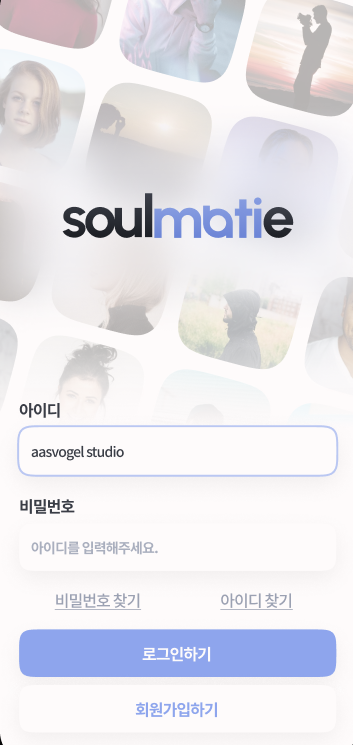 soulmatie
아이디
aasvogel studio
비밀번호
아이디를 입력해주세요.
비밀번호 찾기 아이디 찾기
로그인하기
회원가입하기